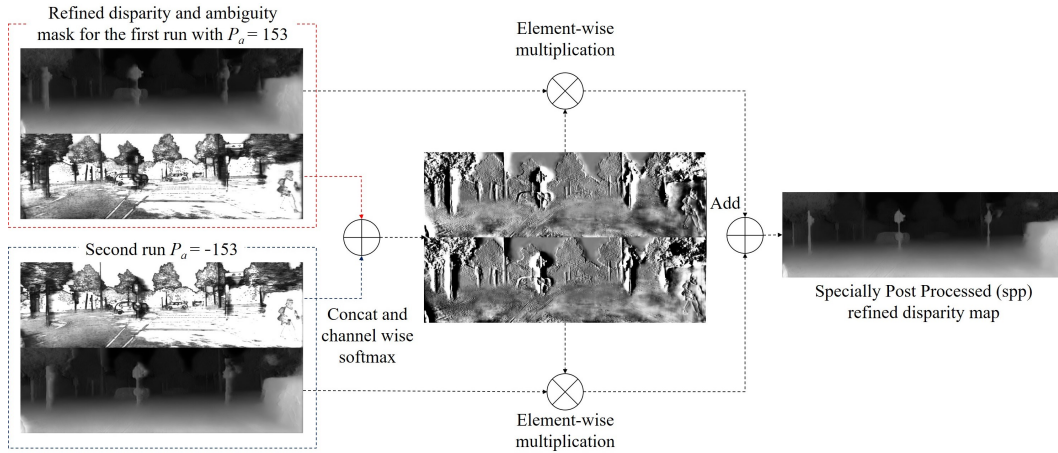 Refined disparity and ambiguity
mask for the first run with Pₐ = 153
Element-wise
multiplication
Add
Second run Pₐ = -153
Concat and
channel wise
softmax
Specially Post Processed (spp)
refined disparity map
Element-wise
multiplication